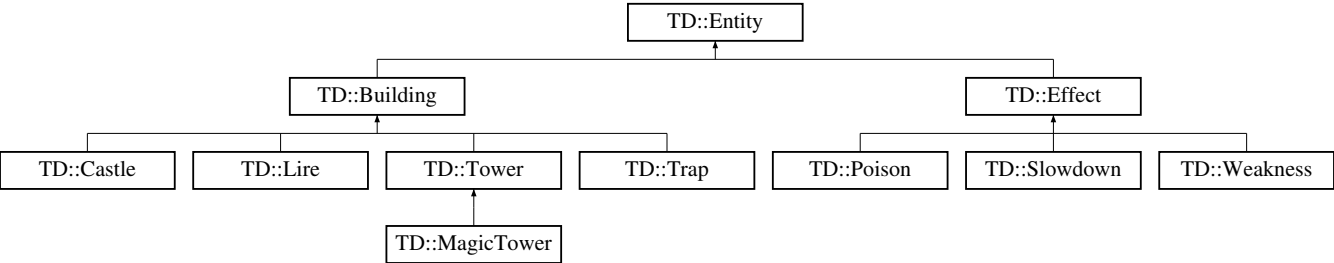 TD::Entity
TD::Building
TD::Effect
TD::Castle
TD::Lire
TD::Tower
TD::Trap
TD::Poison
TD::Slowdown
TD::Weakness
TD::MagicTower